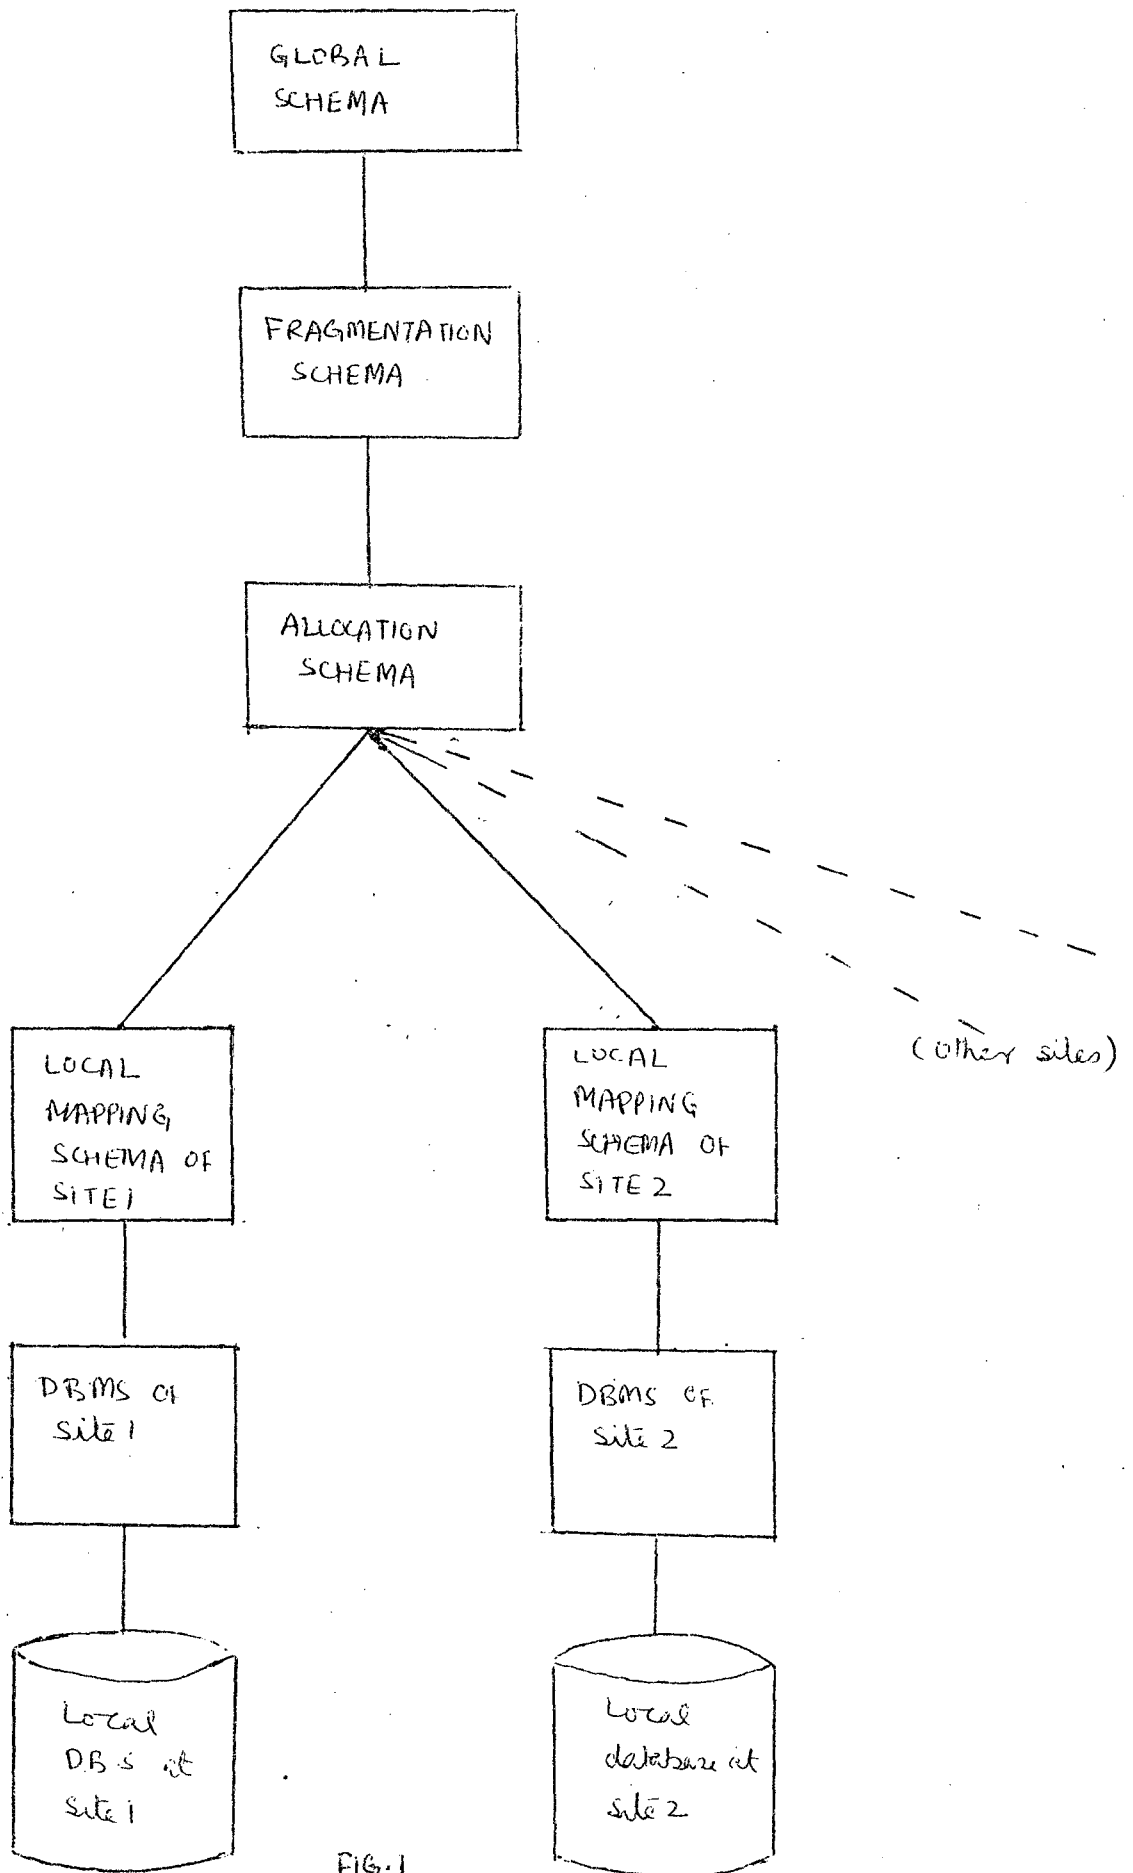 GLOBAL
SCHEMA
FRAGMENTATION
SCHEMA
ALLOCATION
SCHEMA
(other sites)
LOCAL
MAPPING
SCHEMA OF
SITE 1
LOCAL
MAPPING
SCHEMA OF
SITE 2
DBMS OF
Site 1
DBMS OF
Site 2
Local
DBS at
Site 1
Local
database at
Site 2
FIG. 1